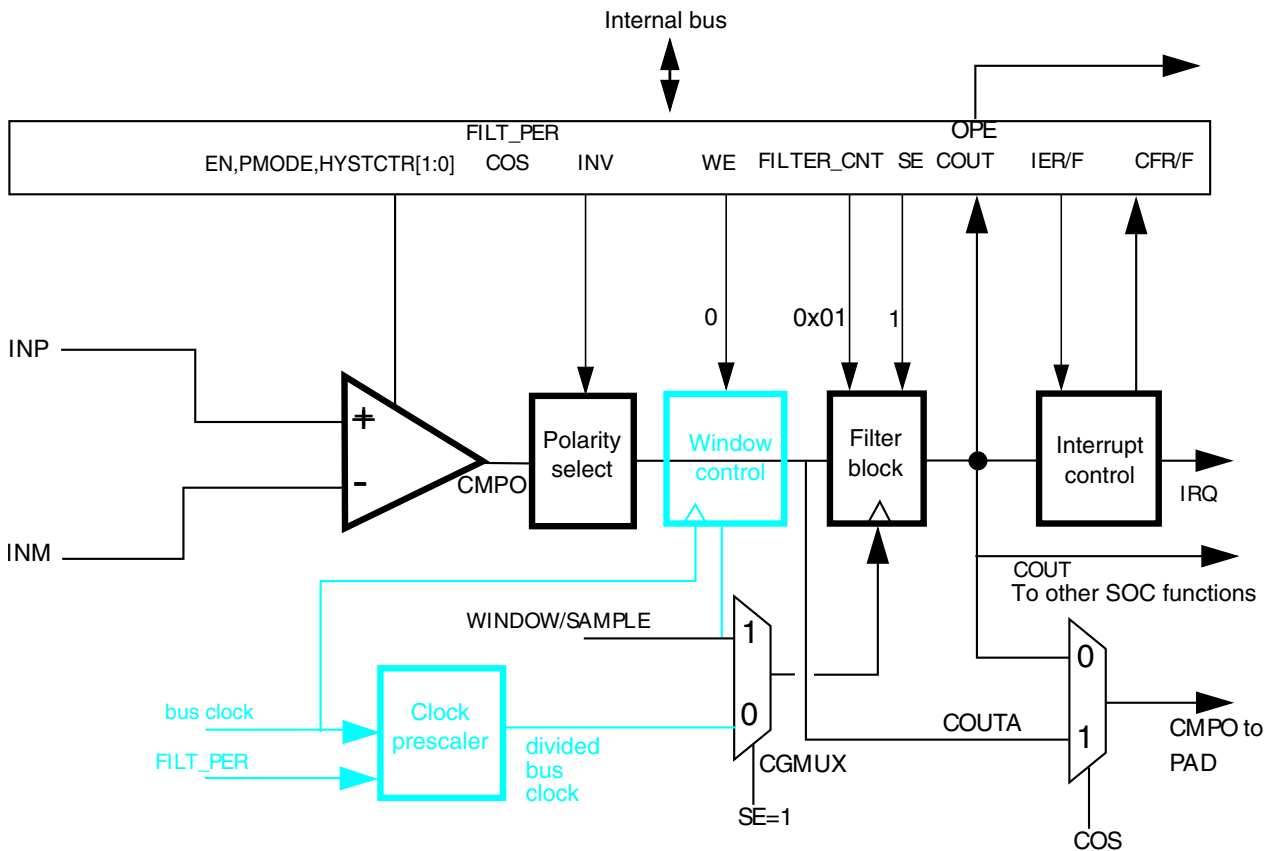 Internal bus
FILT_PER
OPE
EN,PMODE,HYSTCTR[1:0]
COS
INV
WE
FILTER_CNT
SE
COUT
IER/F
CFR/F
0
0x01
1
INP
+
-
INM
CMPO
Polarity
select
Window
control
Filter
block
Interrupt
control
IRQ
COUT
To other SOC functions
WINDOW/SAMPLE
1
0
CGMUX
SE=1
bus clock
FILT_PER
Clock
prescaler
divided
bus
clock
COUTA
0
1
CMPO to
PAD
COS